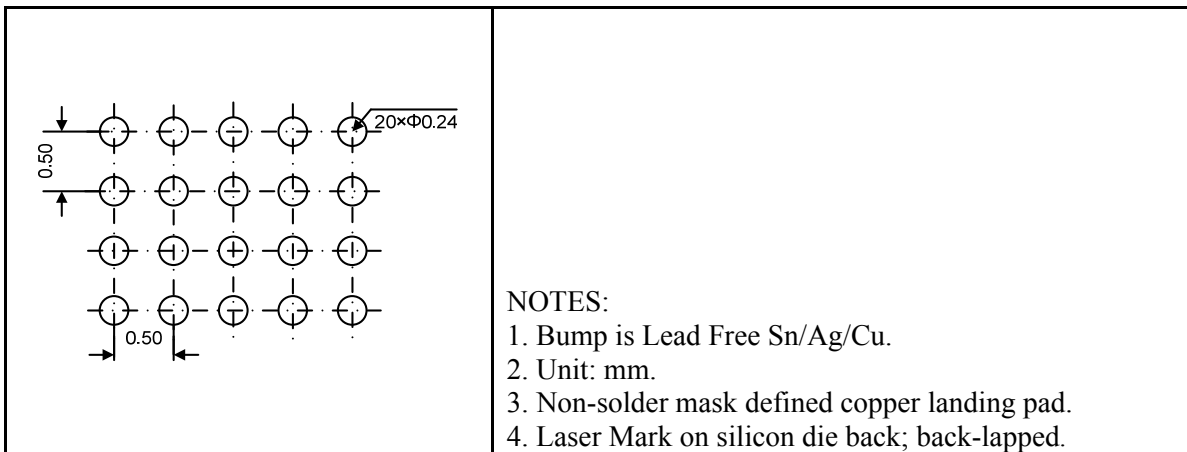 20×Φ0.24
0.50
0.50
NOTES:
1. Bump is Lead Free Sn/Ag/Cu.
2. Unit: mm.
3. Non-solder mask defined copper landing pad.
4. Laser Mark on silicon die back; back-lapped.